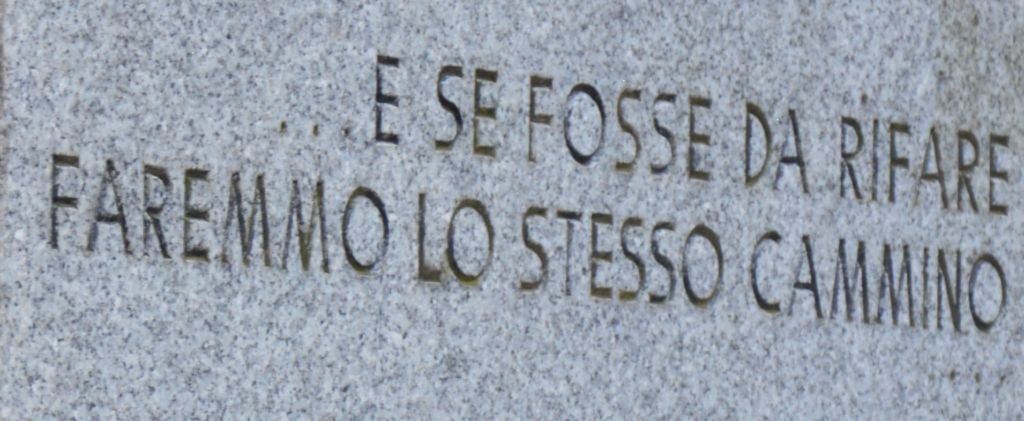 ... E SE FOSSE DA RIFARE
FAREMMO LO STESSO CAMMINO